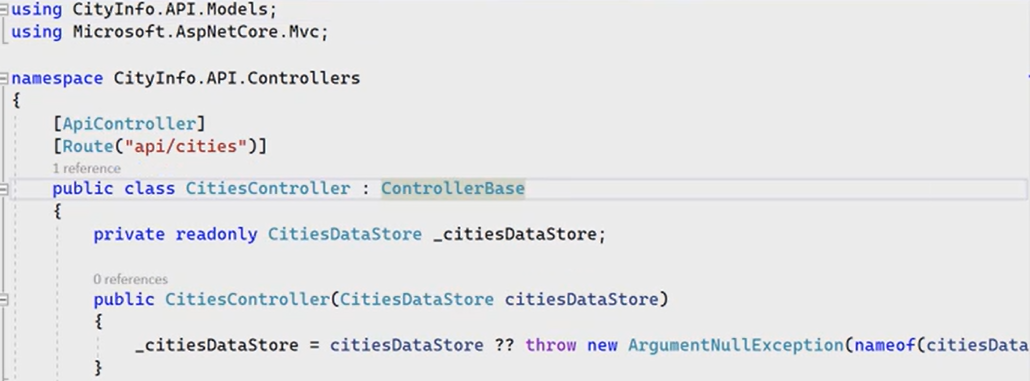 using CityInfo.API.Models;
using Microsoft.AspNetCore.Mvc;
namespace CityInfo.API.Controllers
{
[ApiController]
[Route("api/cities")]
1 reference
public class CitiesController : ControllerBase
{
private readonly CitiesDataStore _citiesDataStore;
0 references
public CitiesController(CitiesDataStore citiesDataStore)
{
_citiesDataStore = citiesDataStore ?? throw new ArgumentNullException(nameof(citiesData
}